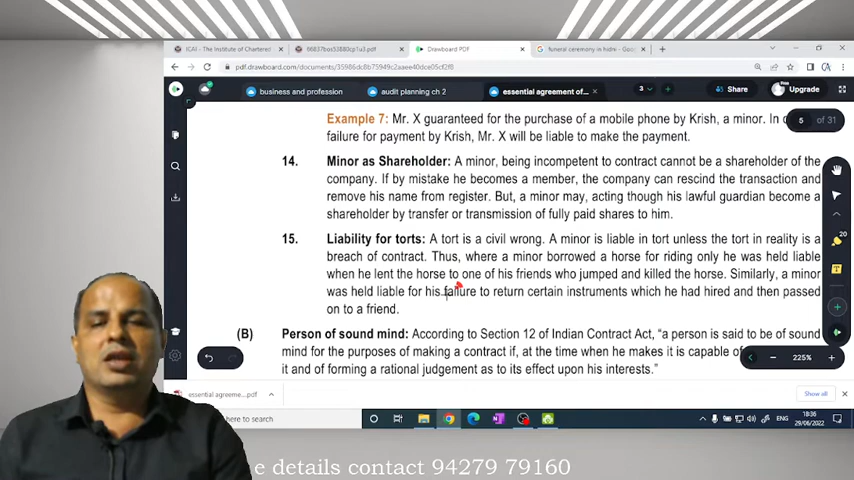 ICAI - The Institute of Chartere
66837bos53880cp1u3.pdf
Drawboard PDF
funeral ceremony in hidni - Goog
pdf.drawboard.com/documents/35986dc8b75949c2aaee40dce05cf2f8
business and profession
audit planning ch 2
essential agreement of...
3
Share
Upgrade
5 of 31
Example 7: Mr. X guaranteed for the purchase of a mobile phone by Krish, a minor. In
failure for payment by Krish, Mr. X will be liable to make the payment.
14. Minor as Shareholder: A minor, being incompetent to contract cannot be a shareholder of the
company. If by mistake he becomes a member, the company can rescind the transaction and
remove his name from register. But, a minor may, acting though his lawful guardian become a
shareholder by transfer or transmission of fully paid shares to him.
15. Liability for torts: A tort is a civil wrong. A minor is liable in tort unless the tort in reality is a
breach of contract. Thus, where a minor borrowed a horse for riding only he was held liable
when he lent the horse to one of his friends who jumped and killed the horse. Similarly, a minor
was held liable for his failure to return certain instruments which he had hired and then passed
on to a friend.
(B) Person of sound mind: According to Section 12 of Indian Contract Act, “a person is said to be of sound
mind for the purposes of making a contract if, at the time when he makes it is capable of
it and of forming a rational judgement as to its effect upon his interests.”
20
225%
essential agreeme....pdf
Show all
here to search
ENG
18:36
29/06/2022
e details contact 94279 79160